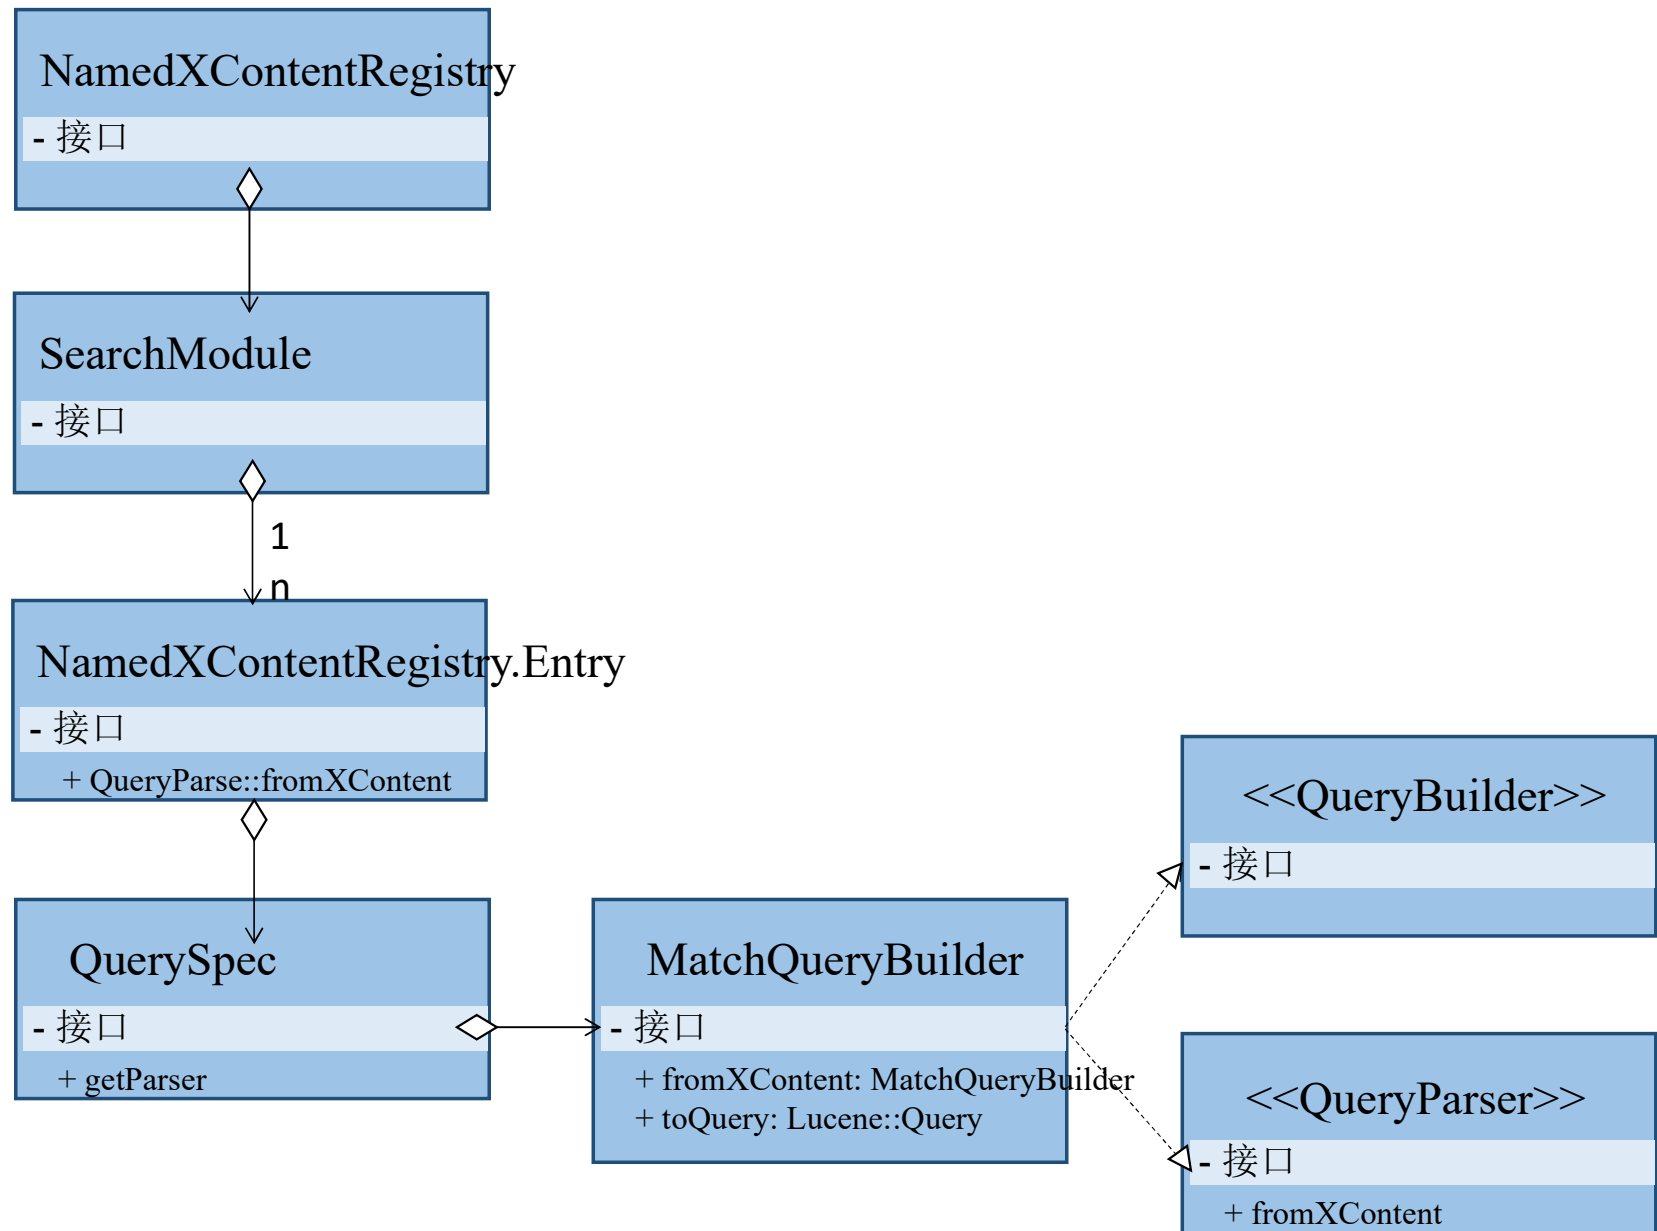 NamedXContentRegistry
- 接口
SearchModule
- 接口
1
n
NamedXContentRegistry.Entry
- 接口
+ QueryParse::fromXContent
QuerySpec
- 接口
+ getParser
MatchQueryBuilder
- 接口
+ fromXContent: MatchQueryBuilder
+ toQuery: Lucene::Query
<<QueryBuilder>>
- 接口
<<QueryParser>>
- 接口
+ fromXContent